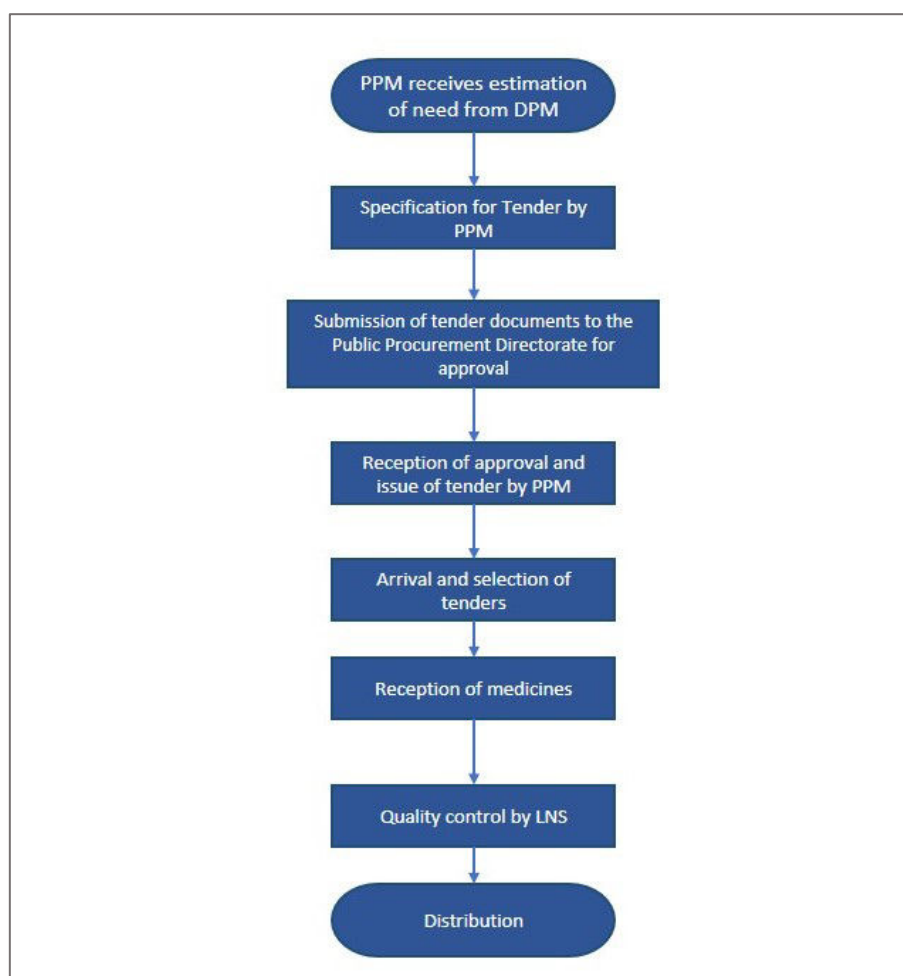 PPM receives estimation
of need from DPM
Specification for Tender by
PPM
Submission of tender documents to the
Public Procurement Directorate for
approval
Reception of approval and
issue of tender by PPM
Arrival and selection of
tenders
Reception of medicines
Quality control by LNS
Distribution